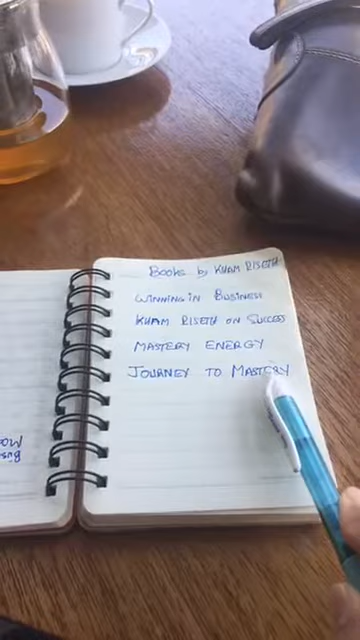 Books by KHAM RISETH
WINNING IN BUSINESS
KHAM RISETH ON SUCCESS
MASTERY ENERGY
JOURNEY TO MASTERY